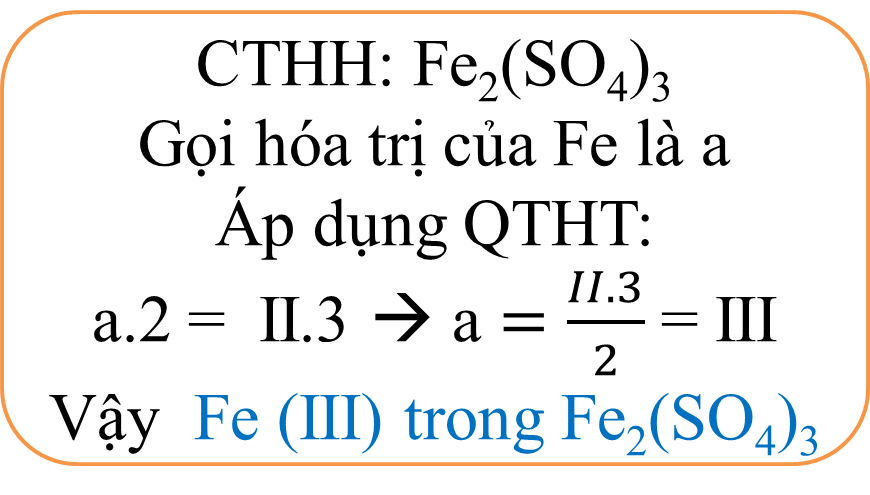 CTHH: Fe₂(SO₄)₃
Gọi hóa trị của Fe là a
Áp dụng QTHT:
a.2 = II.3 → a = II.3/2 = III
Vậy Fe (III) trong Fe₂(SO₄)₃